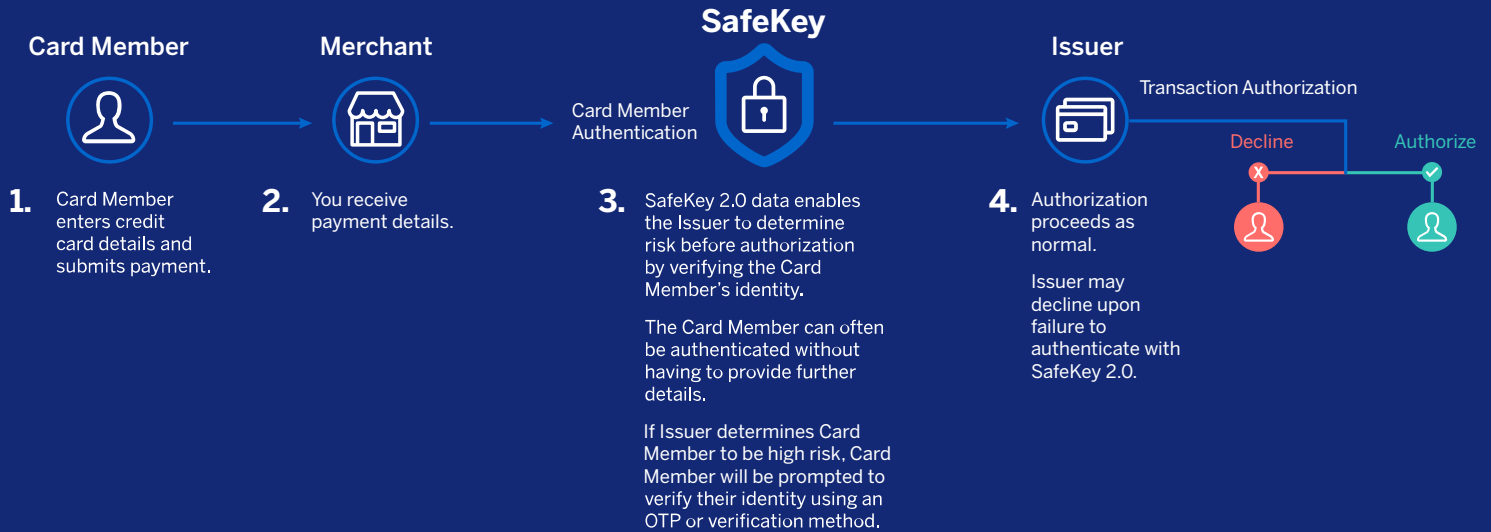 SafeKey
Card Member
Merchant
Issuer
Card Member
Authentication
Transaction Authorization
Decline
Authorize
X
1.
Card Member
enters credit
card details and
submits payment.
2.
You receive
payment details.
3.
SafeKey 2.0 data enables
the Issuer to determine
risk before authorization
by verifying the Card
Member's identity.
The Card Member can often
be authenticated without
having to provide further
details.
If Issuer determines Card
Member to be high risk, Card
Member will be prompted to
verify their identity using an
OTP or verification method.
4.
Authorization
proceeds as
normal.
Issuer may
decline upon
failure to
authenticate with
SafeKey 2.0.